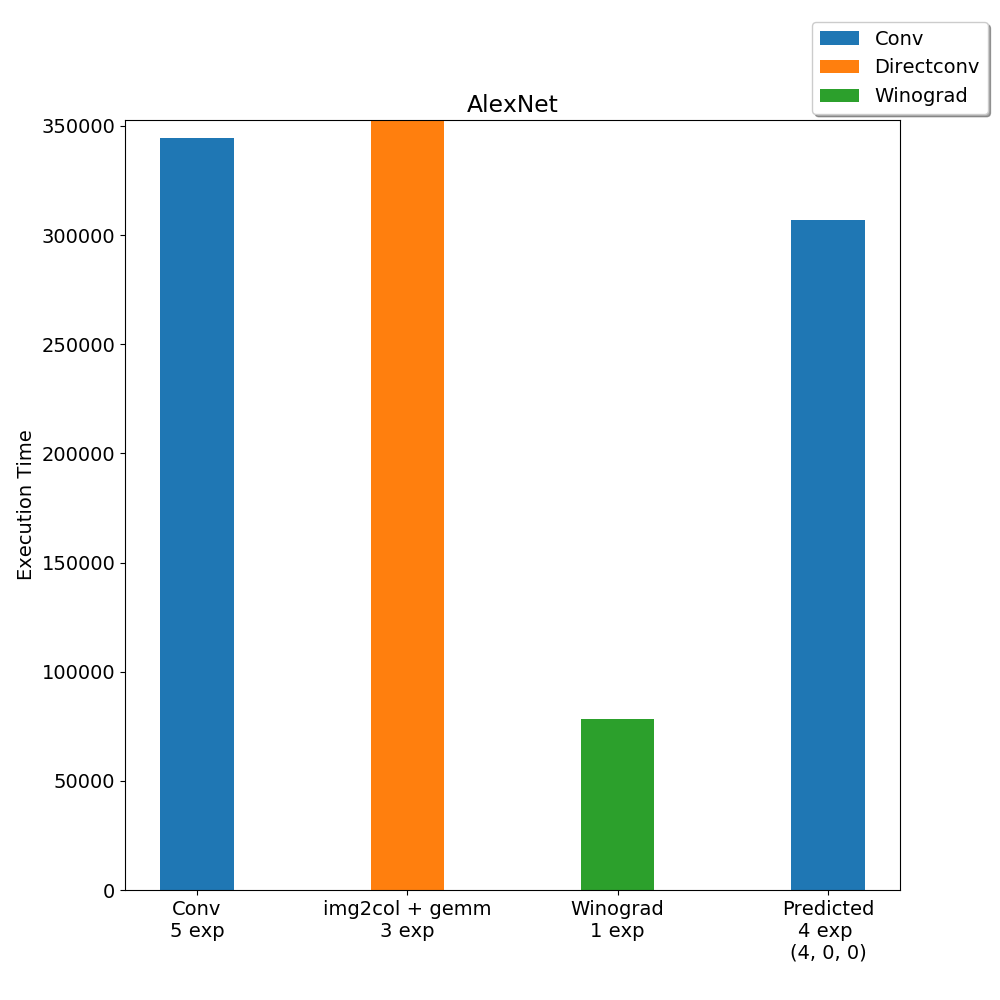 Conv
Directconv
Winograd
AlexNet
350000
300000
250000
200000
150000
100000
50000
0
Execution Time
Conv
5 exp
img2col + gemm
3 exp
Winograd
1 exp
Predicted
4 exp
(4, 0, 0)